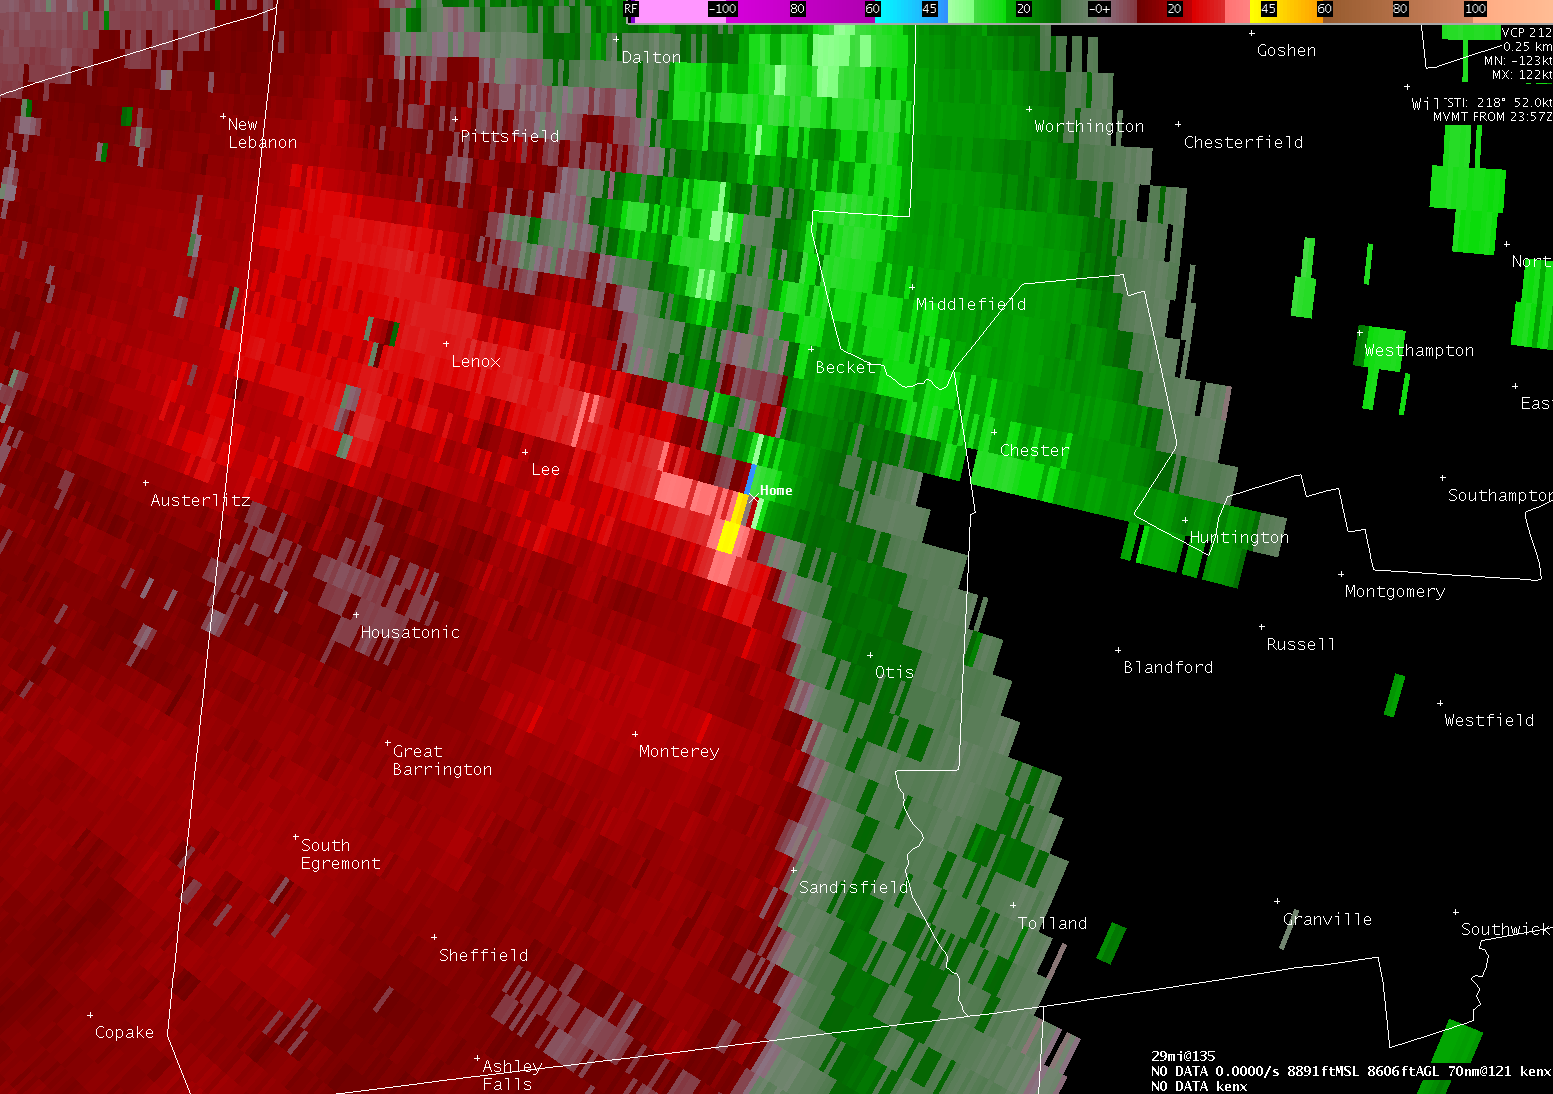 RF -100 80 60 45 20 -0+ 20 45 60 80 100
VCP 212
0.25 km
MN: -123kt
MX: 122kt
STI: 218° 52.0kt
MVMT FROM 23:57Z
Dalton
Goshen
Wil
New
Lebanon
Pittsfield
Worthington
Chesterfield
Nort
Middlefield
Westhampton
Lenox
Becket
East
Chester
Lee
Home
Austerlitz
Southampton
Huntington
Montgomery
Housatonic
Russell
Blandford
Otis
Westfield
Great
Barrington
Monterey
South
Egremont
Sandisfield
Tolland
Granville
Southwick
Sheffield
Copake
Ashley
Falls
29mi@135
NO DATA 0.0000/s 8891ftMSL 8606ftAGL 70nm@121 kenx
NO DATA kenx